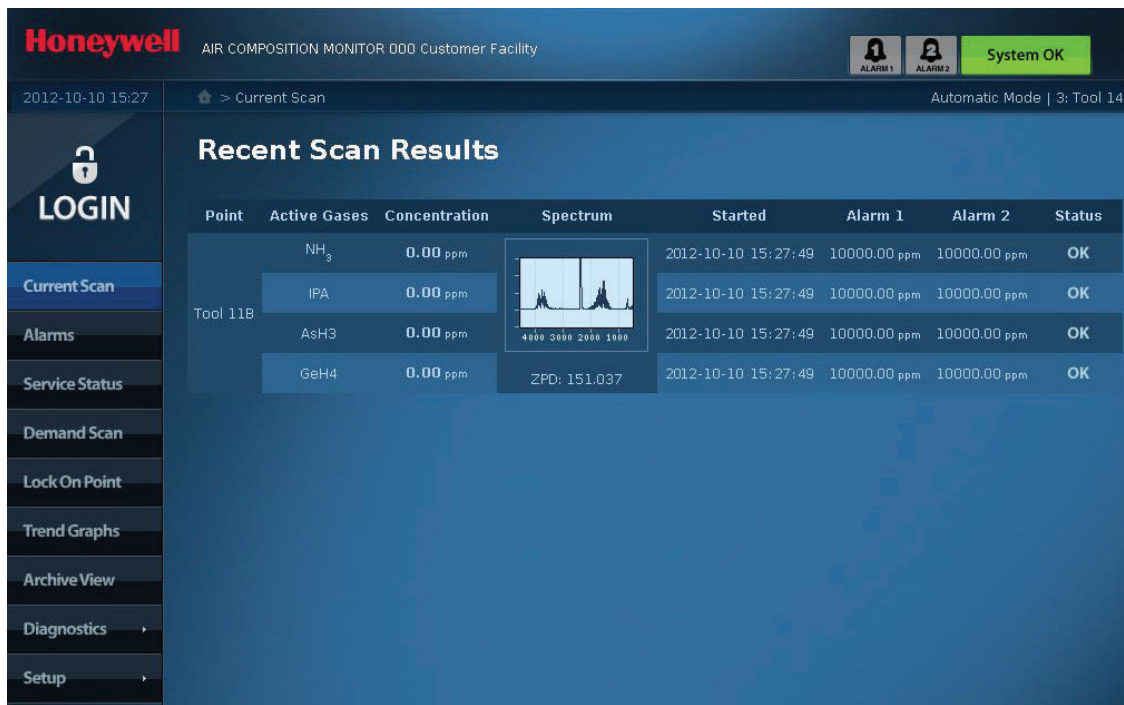 Honeywell AIR COMPOSITION MONITOR 000 Customer Facility
ALARM 1 ALARM 2 System OK
2012-10-10 15:27 > Current Scan Automatic Mode | 3: Tool 14
LOGIN
Recent Scan Results
Point Active Gases Concentration Spectrum Started Alarm 1 Alarm 2 Status
Tool 11B
NH3 0.00 ppm 2012-10-10 15:27:49 10000.00 ppm 10000.00 ppm OK
IPA 0.00 ppm 2012-10-10 15:27:49 10000.00 ppm 10000.00 ppm OK
AsH3 0.00 ppm 2012-10-10 15:27:49 10000.00 ppm 10000.00 ppm OK
GeH4 0.00 ppm 2012-10-10 15:27:49 10000.00 ppm 10000.00 ppm OK
4000 3000 2000 1000
ZPD: 151.037
Current Scan
Alarms
Service Status
Demand Scan
Lock On Point
Trend Graphs
Archive View
Diagnostics
Setup